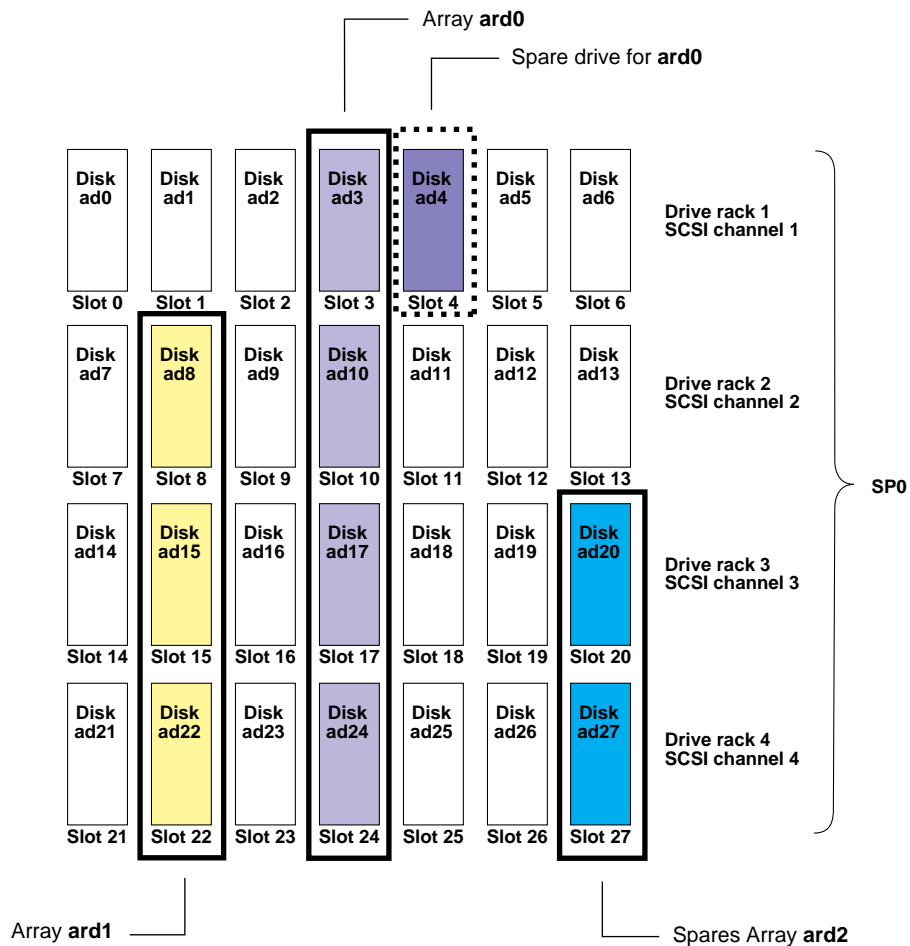 Array ard0
Spare drive for ard0
Disk ad0
Disk ad1
Disk ad2
Disk ad3
Disk ad4
Disk ad5
Disk ad6
Drive rack 1
SCSI channel 1
Slot 0
Slot 1
Slot 2
Slot 3
Slot 4
Slot 5
Slot 6
Disk ad7
Disk ad8
Disk ad9
Disk ad10
Disk ad11
Disk ad12
Disk ad13
Drive rack 2
SCSI channel 2
Slot 7
Slot 8
Slot 9
Slot 10
Slot 11
Slot 12
Slot 13
SP0
Disk ad14
Disk ad15
Disk ad16
Disk ad17
Disk ad18
Disk ad19
Disk ad20
Drive rack 3
SCSI channel 3
Slot 14
Slot 15
Slot 16
Slot 17
Slot 18
Slot 19
Slot 20
Disk ad21
Disk ad22
Disk ad23
Disk ad24
Disk ad25
Disk ad26
Disk ad27
Drive rack 4
SCSI channel 4
Slot 21
Slot 22
Slot 23
Slot 24
Slot 25
Slot 26
Slot 27
Array ard1
Spares Array ard2